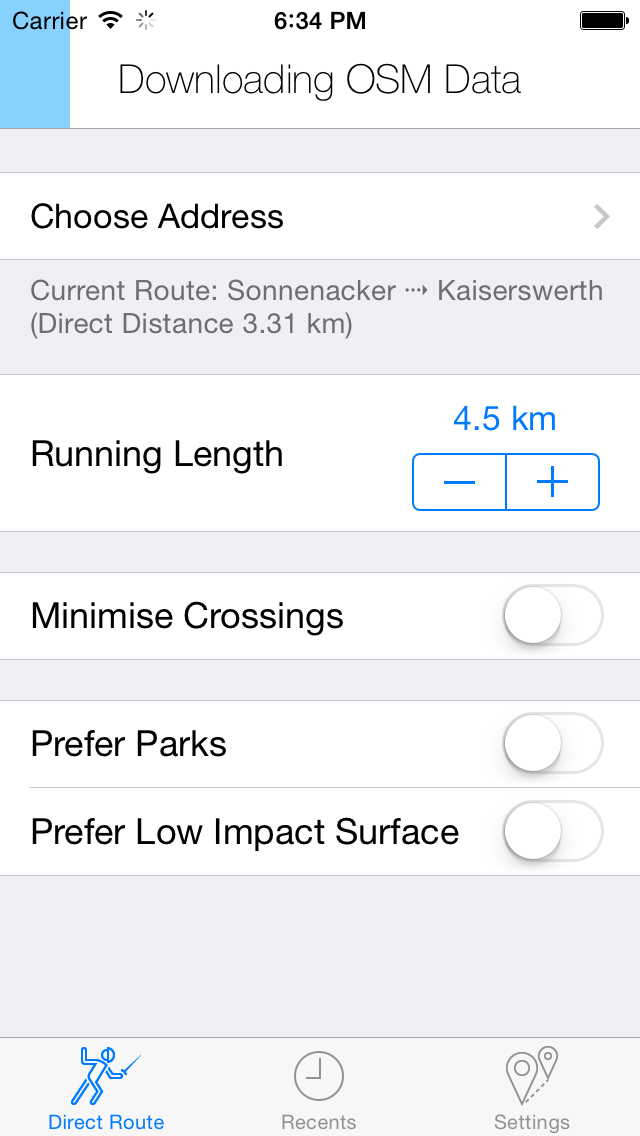 Carrier 6:34 PM
Downloading OSM Data
Choose Address
Current Route: Sonnenacker ⤑ Kaiserswerth
(Direct Distance 3.31 km)
4.5 km
Running Length
Minimise Crossings
Prefer Parks
Prefer Low Impact Surface
Direct Route Recents Settings